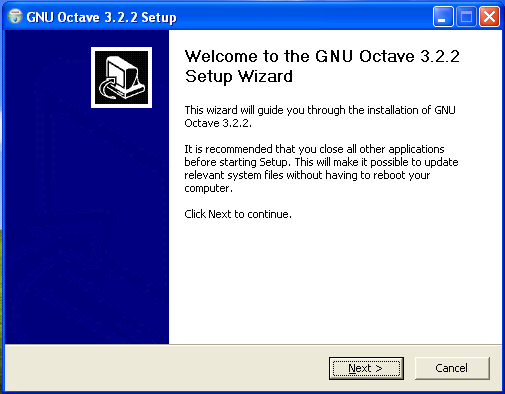 GNU Octave 3.2.2 Setup
Welcome to the GNU Octave 3.2.2
Setup Wizard
This wizard will guide you through the installation of GNU
Octave 3.2.2.
It is recommended that you close all other applications
before starting Setup. This will make it possible to update
relevant system files without having to reboot your
computer.
Click Next to continue.
Next >
Cancel